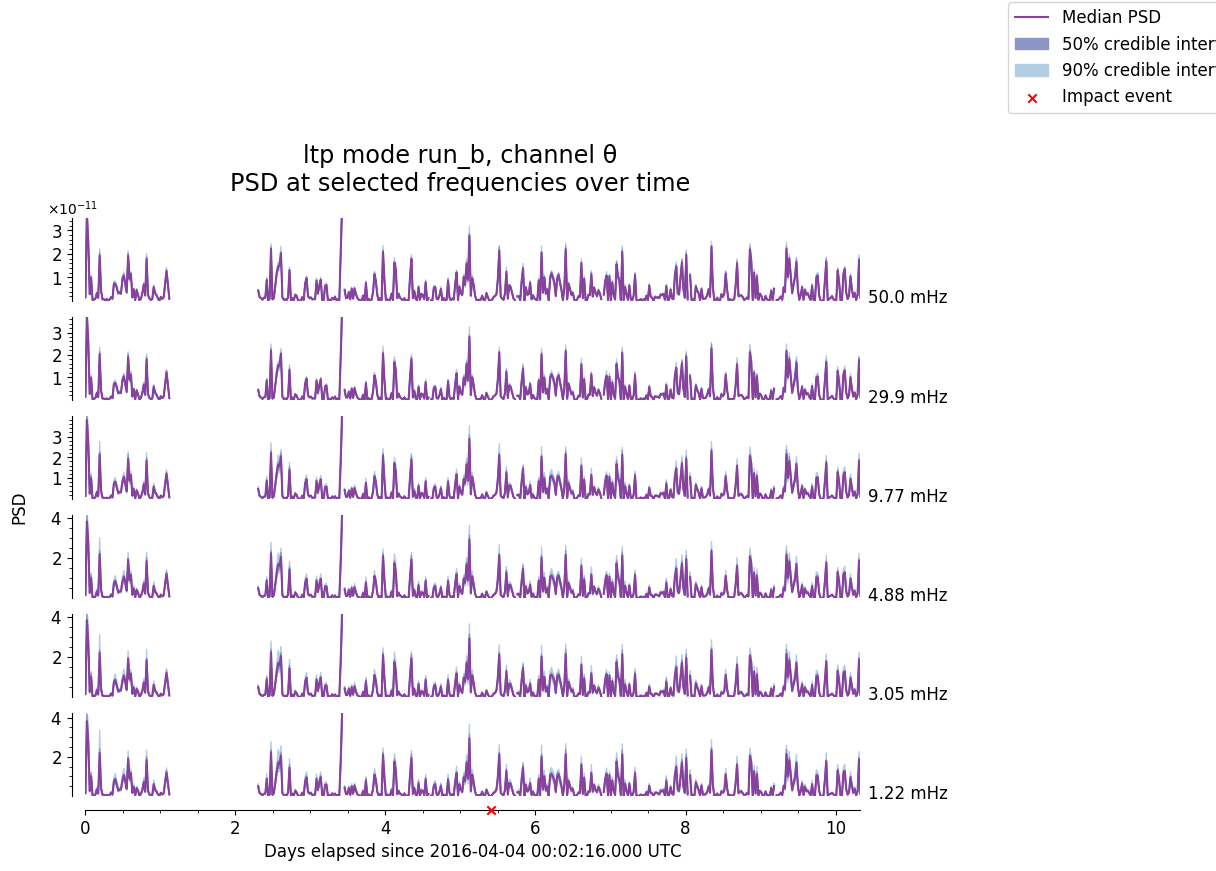 Median PSD
50% credible inter
90% credible inter
Impact event
ltp mode run_b, channel θ
PSD at selected frequencies over time
×10⁻¹¹
3
2
1
50.0 mHz
3
2
1
29.9 mHz
3
2
1
9.77 mHz
PSD
4
2
4.88 mHz
4
2
3.05 mHz
4
2
1.22 mHz
0 2 4 6 8 10
Days elapsed since 2016-04-04 00:02:16.000 UTC